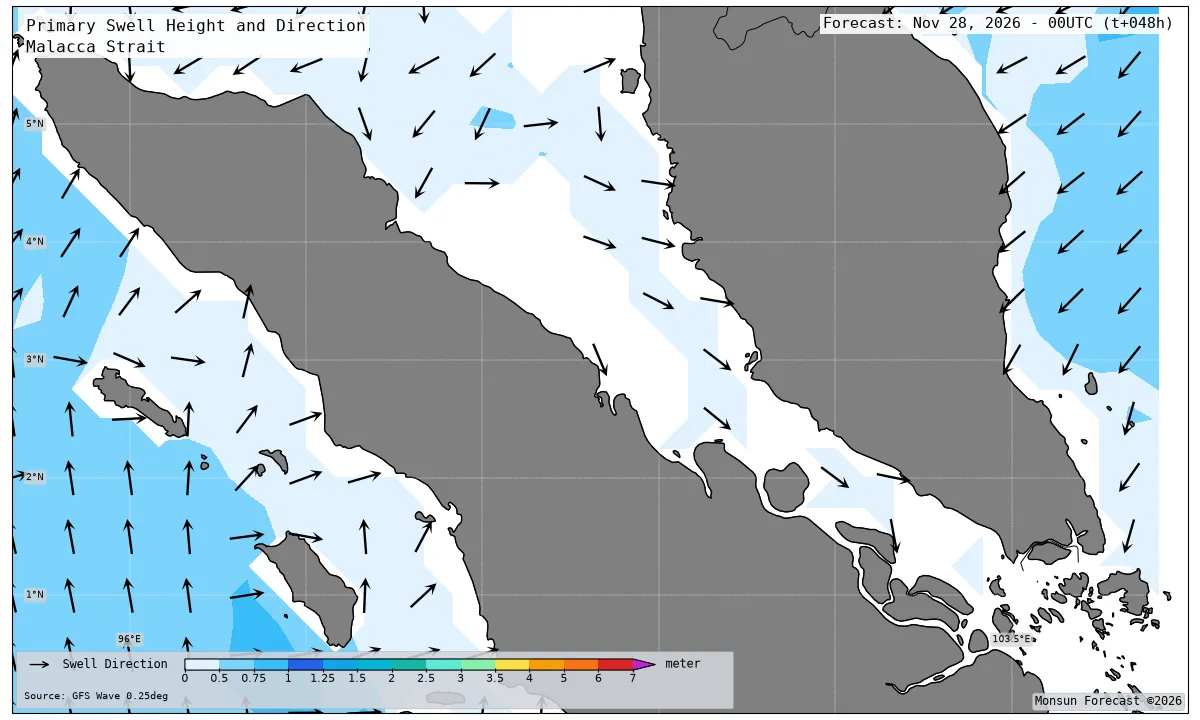 Primary Swell Height and Direction
Malacca Strait
Forecast: Nov 28, 2026 - 00UTC (t+048h)
5°N
4°N
3°N
2°N
1°N
96°E
103.5°E
Swell Direction
meter
0 0.5 0.75 1 1.25 1.5 2 2.5 3 3.5 4 5 6 7
Source: GFS Wave 0.25deg
Monsun Forecast ©2026